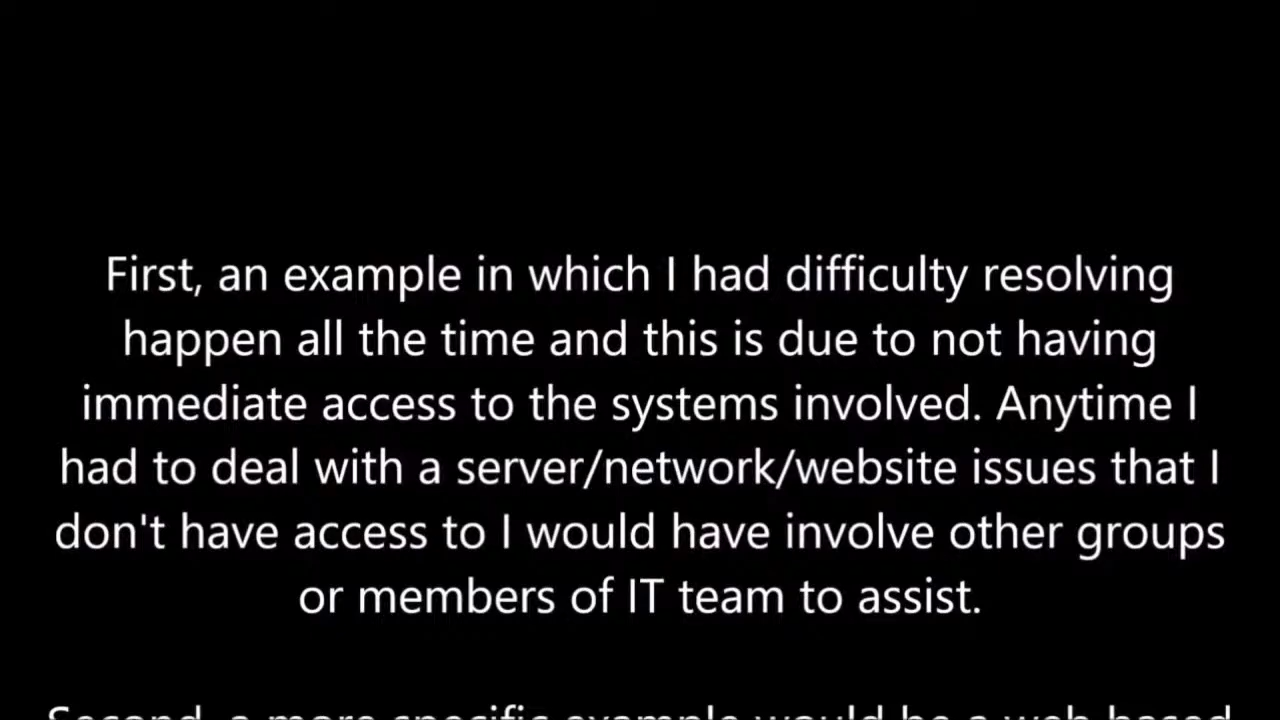 First, an example in which I had difficulty resolving
happen all the time and this is due to not having
immediate access to the systems involved. Anytime I
had to deal with a server/network/website issues that I
don't have access to I would have involve other groups
or members of IT team to assist.
Second, a more specific example would be a web based